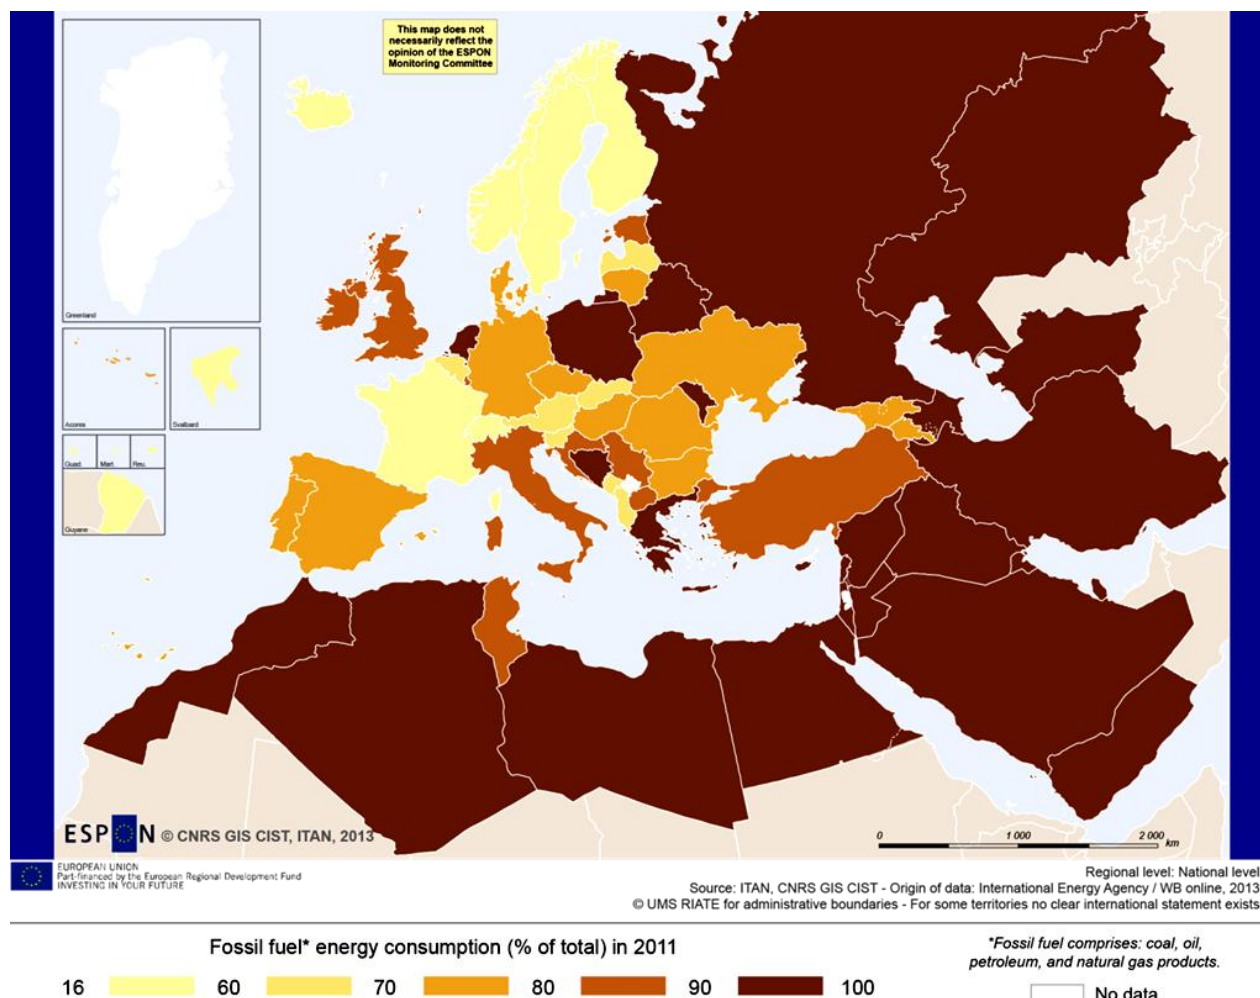 This map does not
necessarily reflect the
opinion of the ESPON
Monitoring Committee
Greenland
Acores
Svalbard
Guad.
Mart.
Reu.
Guyane
ESPON © CNRS GIS CIST, ITAN, 2013
0 1 000 2 000
km
EUROPEAN UNION
Part-financed by the European Regional Development Fund
INVESTING IN YOUR FUTURE
Regional level: National level
Source: ITAN, CNRS GIS CIST - Origin of data: International Energy Agency / WB online, 2013
© UMS RIATE for administrative boundaries - For some territories no clear international statement exists
Fossil fuel* energy consumption (% of total) in 2011
*Fossil fuel comprises: coal, oil,
petroleum, and natural gas products.
16 60 70 80 90 100
No data